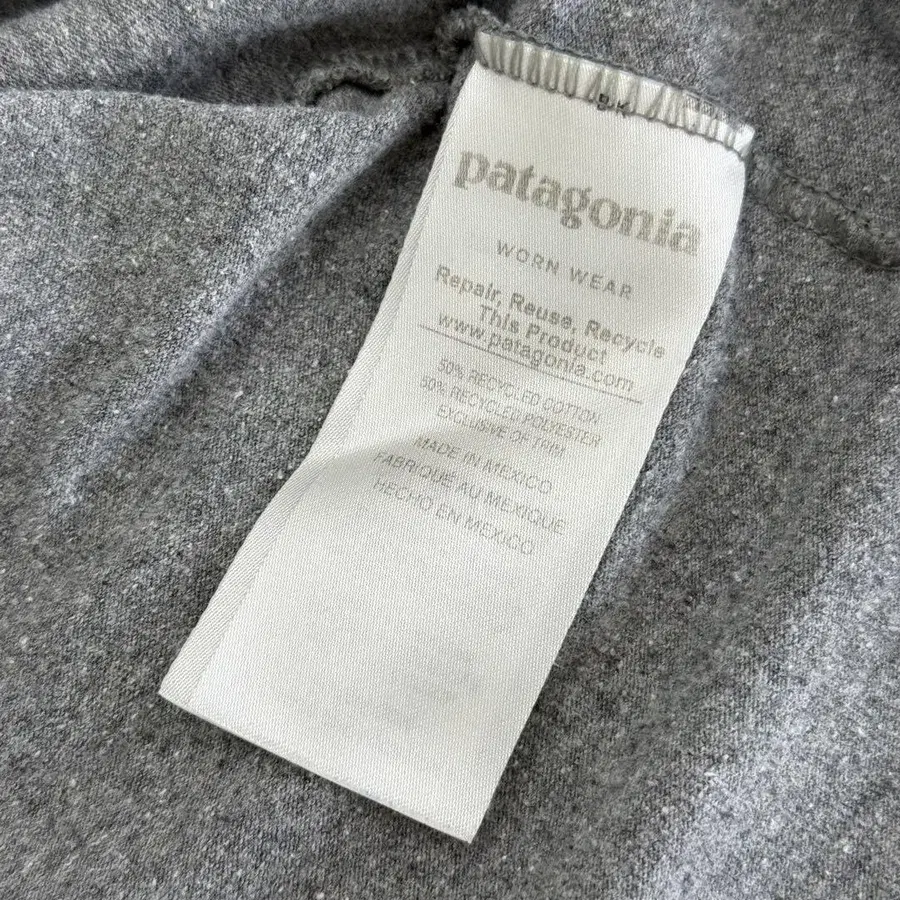 patagonia
WORN WEAR
Repair, Reuse, Recycle
This Product
www.patagonia.com
50% RECYCLED COTTON
50% RECYCLED POLYESTER
EXCLUSIVE OF TRIM
MADE IN MEXICO
FABRIQUE AU MEXIQUE
HECHO EN MEXICO